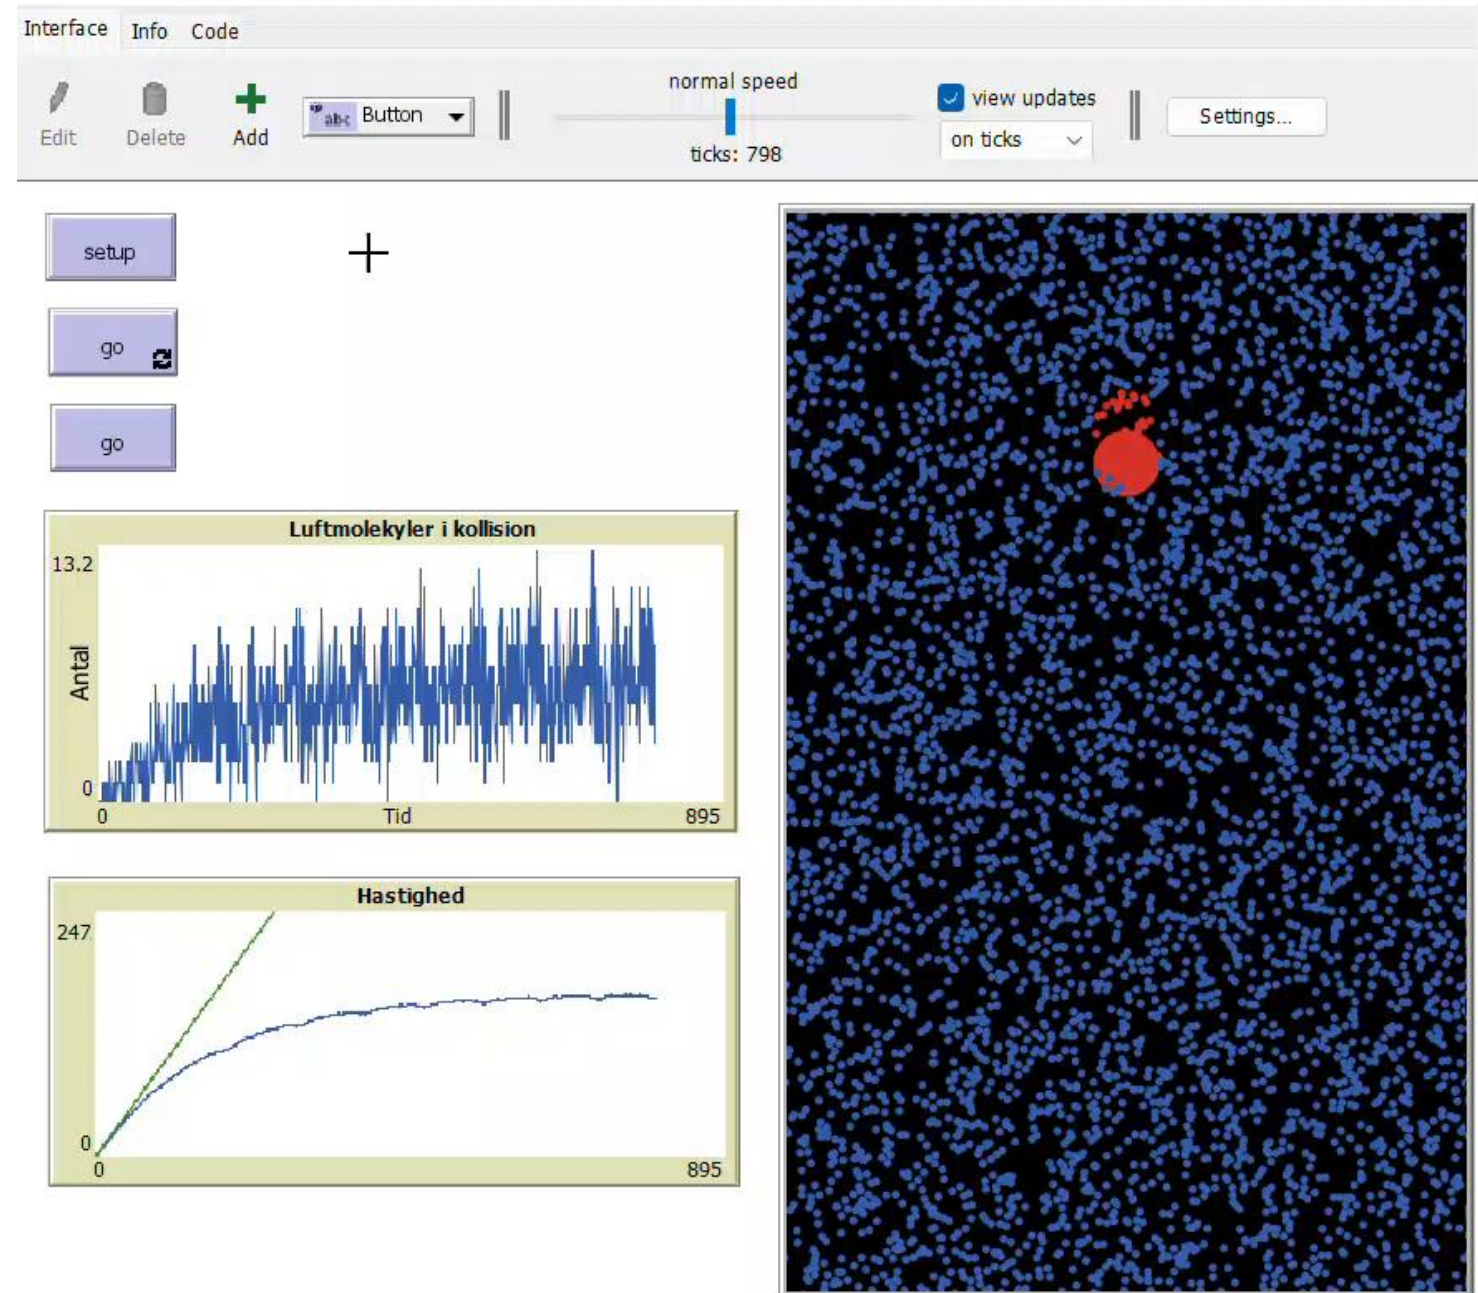 Interface Info Code
normal speed
view updates
Edit Delete Add abc Button
on ticks
Settings...
ticks: 798
setup
go
go
Luftmolekyler i kollision
13.2
Antal
0
0 Tid 895
Hastighed
247
0
0 895